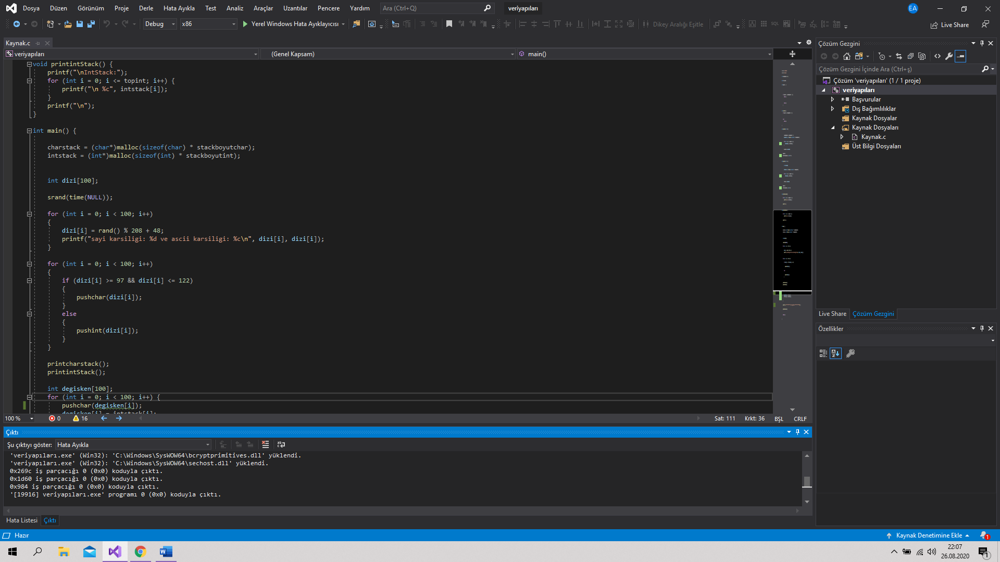 Dosya Düzen Görünüm Proje Derle Hata Ayıkla Test Analiz Araçlar Uzantılar Pencere Yardım Ara (Ctrl+Q) veriyapıları EA
Debug x86 Yerel Windows Hata Ayıklayıcısı Dikey Aralığı Eşitle Live Share
Kaynak.c
veriyapıları (Genel Kapsam) main()
void printintStack() {
printf("\nIntStack:");
for (int i = 0; i <= topint; i++) {
printf("\n %c", intstack[i]);
}
printf("\n");
}
int main() {
charstack = (char*)malloc(sizeof(char) * stackboyutchar);
intstack = (int*)malloc(sizeof(int) * stackboyutint);
int dizi[100];
srand(time(NULL));
for (int i = 0; i < 100; i++)
{
dizi[i] = rand() % 208 + 48;
printf("sayi karsiligi: %d ve ascii karsiligi: %c\n", dizi[i], dizi[i]);
}
for (int i = 0; i < 100; i++)
{
if (dizi[i] >= 97 && dizi[i] <= 122)
{
pushchar(dizi[i]);
}
else
{
pushint(dizi[i]);
}
}
printcharstack();
printintStack();
int degisken[100];
for (int i = 0; i < 100; i++) {
pushchar(degisken[i]);
degisken[i] = intstack[i];
100 % 0 16 Sat: 111 Krkt: 36 BŞL CRLF
Çıktı
Şu çıktıyı göster: Hata Ayıkla
'veriyapıları.exe' (Win32): 'C:\Windows\SysWOW64\bcryptprimitives.dll' yüklendi.
'veriyapıları.exe' (Win32): 'C:\Windows\SysWOW64\sechost.dll' yüklendi.
0x269c iş parçacığı 0 (0x0) koduyla çıktı.
0x1d60 iş parçacığı 0 (0x0) koduyla çıktı.
0x984 iş parçacığı 0 (0x0) koduyla çıktı.
'[19916] veriyapıları.exe' programı 0 (0x0) koduyla çıktı.
Hata Listesi Çıktı
Çözüm Gezgini
Çözüm Gezgini İçinde Ara (Ctrl+ş)
Çözüm 'veriyapıları' (1 / 1 proje)
veriyapıları
Başvurular
Dış Bağımlılıklar
Kaynak Dosyalar
Kaynak Dosyaları
Kaynak.c
Üst Bilgi Dosyaları
Live Share Çözüm Gezgini
Özellikler
Hazır Kaynak Denetimine Ekle 1
22:07
26.08.2020 1